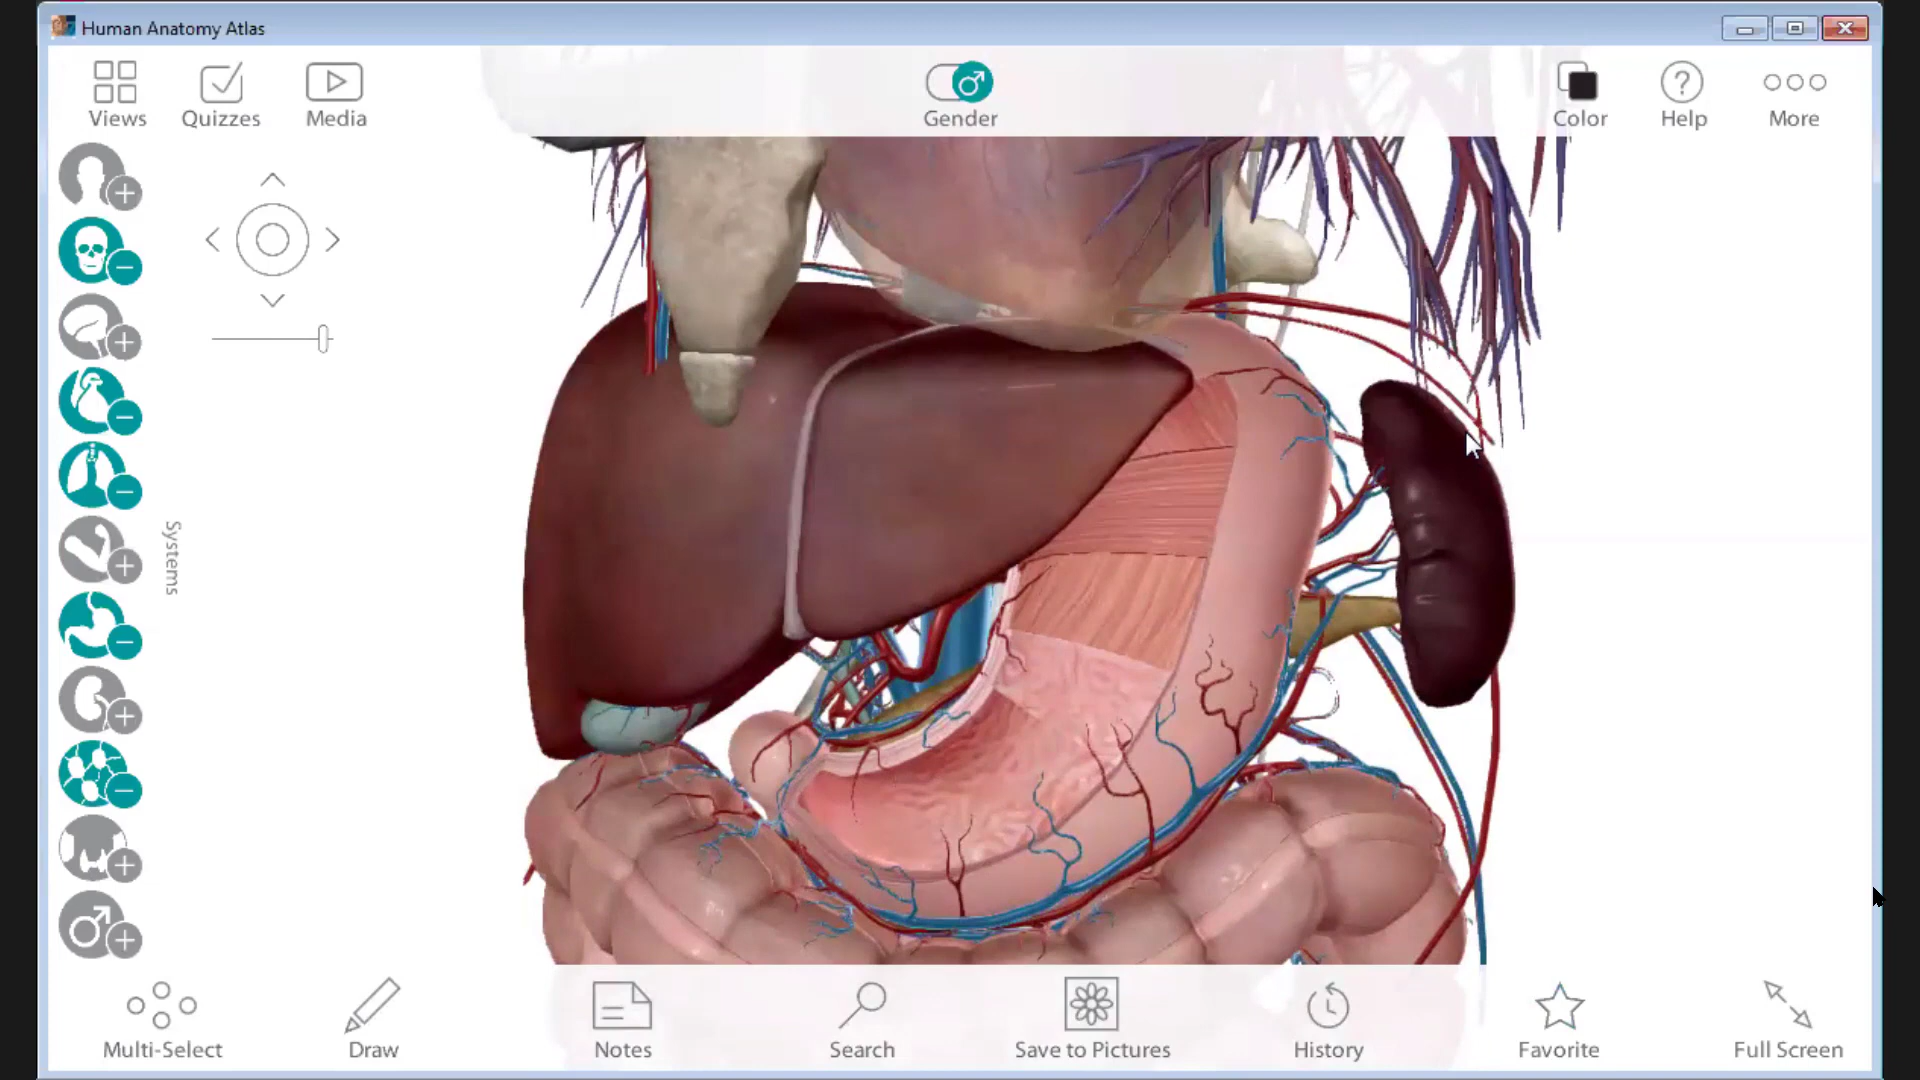 Human Anatomy Atlas
Views
Quizzes
Media
Gender
Color
Help
More
Systems
Multi-Select
Draw
Notes
Search
Save to Pictures
History
Favorite
Full Screen